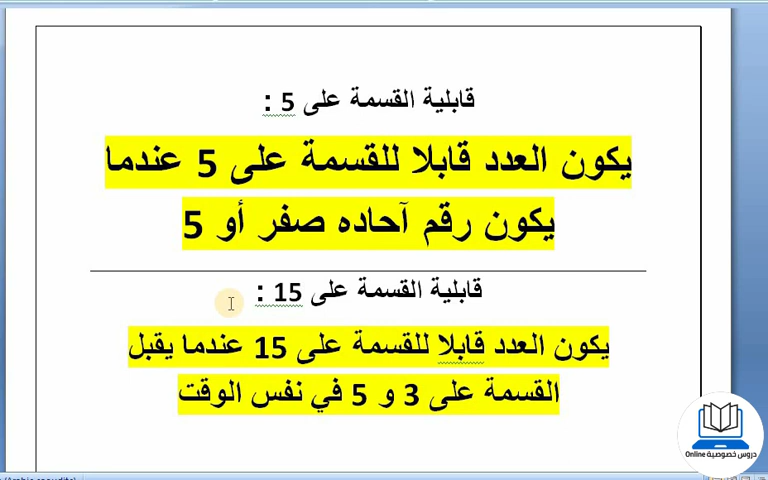 قابلية القسمة على 5 :
يكون العدد قابلا للقسمة على 5 عندما
يكون رقم آحاده صفر أو 5
قابلية القسمة على 15 :
يكون العدد قابلا للقسمة على 15 عندما يقبل
القسمة على 3 و 5 في نفس الوقت
دروس خصوصية Online